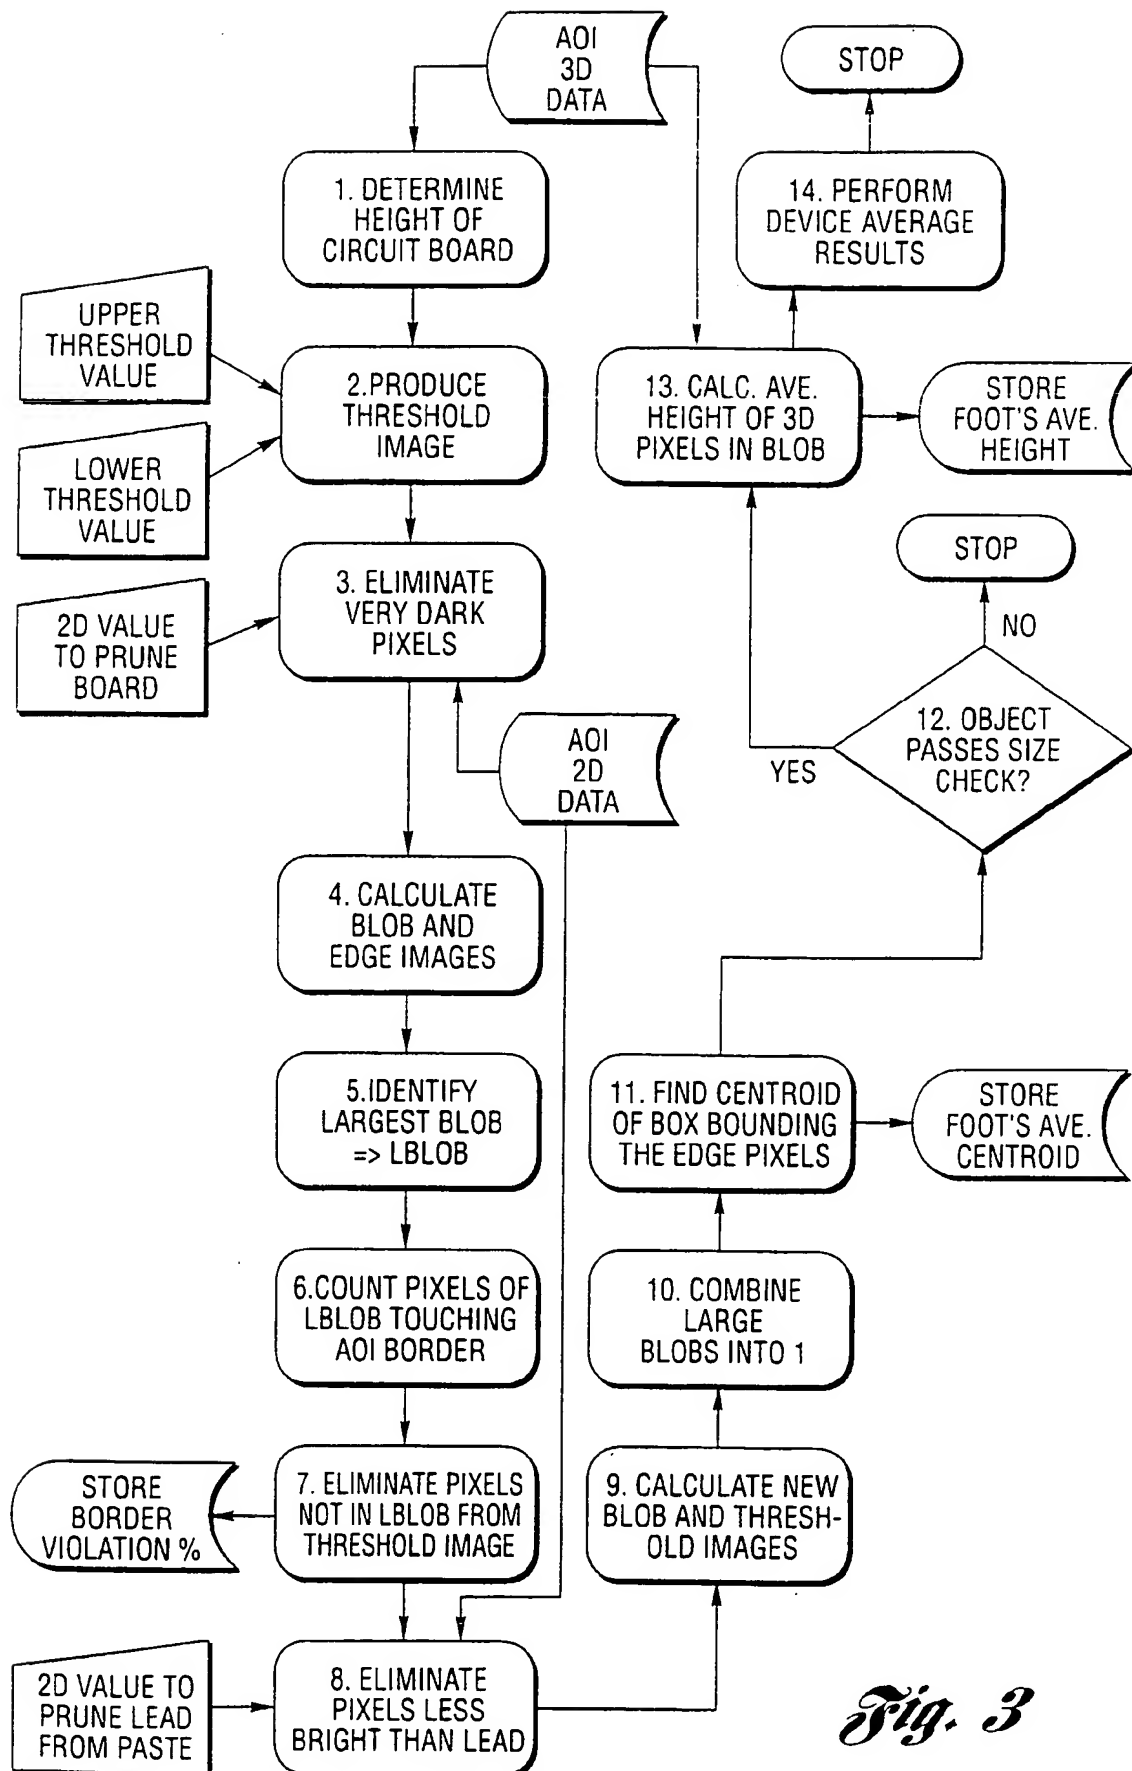 AOI
3D
DATA
STOP
1. DETERMINE
HEIGHT OF
CIRCUIT BOARD
14. PERFORM
DEVICE AVERAGE
RESULTS
UPPER
THRESHOLD
VALUE
2.PRODUCE
THRESHOLD
IMAGE
13. CALC. AVE.
HEIGHT OF 3D
PIXELS IN BLOB
STORE
FOOT'S AVE.
HEIGHT
LOWER
THRESHOLD
VALUE
STOP
3. ELIMINATE
VERY DARK
PIXELS
2D VALUE
TO PRUNE
BOARD
NO
12. OBJECT
PASSES SIZE
CHECK?
YES
AOI
2D
DATA
4. CALCULATE
BLOB AND
EDGE IMAGES
5.IDENTIFY
LARGEST BLOB
=> LBLOB
11. FIND CENTROID
OF BOX BOUNDING
THE EDGE PIXELS
STORE
FOOT'S AVE.
CENTROID
6.COUNT PIXELS OF
LBLOB TOUCHING
AOI BORDER
10. COMBINE
LARGE
BLOBS INTO 1
STORE
BORDER
VIOLATION %
7. ELIMINATE PIXELS
NOT IN LBLOB FROM
THRESHOLD IMAGE
9. CALCULATE NEW
BLOB AND THRESH-
OLD IMAGES
2D VALUE TO
PRUNE LEAD
FROM PASTE
8. ELIMINATE
PIXELS LESS
BRIGHT THAN LEAD
Fig. 3